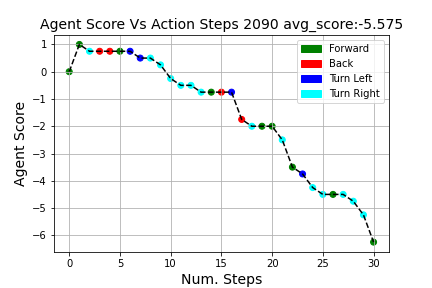 Agent Score Vs Action Steps 2090 avg_score:-5.575
Agent Score
1
0
−1
−2
−3
−4
−5
−6
Forward
Back
Turn Left
Turn Right
0 5 10 15 20 25 30
Num. Steps